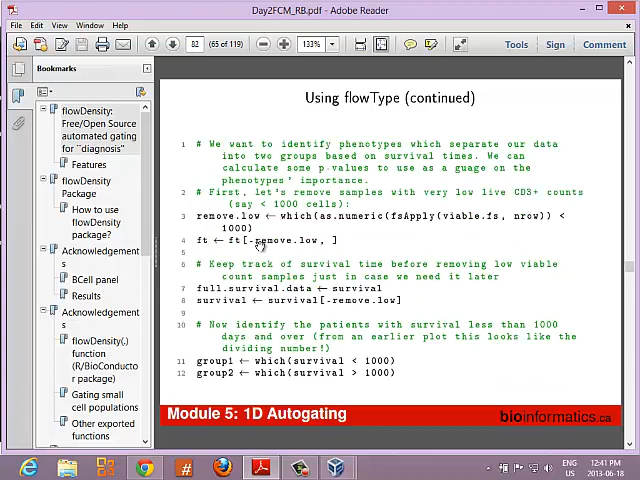 Day2FCM_RB.pdf - Adobe Reader
File Edit View Window Help
82 (65 of 119) 133% Tools Sign Comment
Bookmarks
flowDensity:
Free/Open Source
automated gating
for ``diagnosis''
Features
flowDensity
Package
How to use
flowDensity
package?
Acknowledgement
s
BCell panel
Results
Acknowledgement
s
flowDensity(.)
function
(R/BioConducto
r package)
Gating small
cell populations
Other exported
functions
Using flowType (continued)
1 # We want to identify phenotypes which separate our data
into two groups based on survival times. We can
calculate some p-values to use as a guage on the
phenotypes' importance.
2 # First, let's remove samples with very low live CD3+ counts
(say < 1000 cells):
3 remove.low ← which(as.numeric(fsApply(viable.fs, nrow)) <
1000)
4 ft ← ft[-remove.low, ]
5
6 # Keep track of survival time before removing low viable
count samples just in case we need it later
7 full.survival.data ← survival
8 survival ← survival[-remove.low]
9
10 # Now identify the patients with survival less than 1000
days and over (from an earlier plot this looks like the
dividing number!)
11 group1 ← which(survival < 1000)
12 group2 ← which(survival > 1000)
Module 5: 1D Autogating
bioinformatics.ca
ENG 12:41 PM
US 2013-06-18